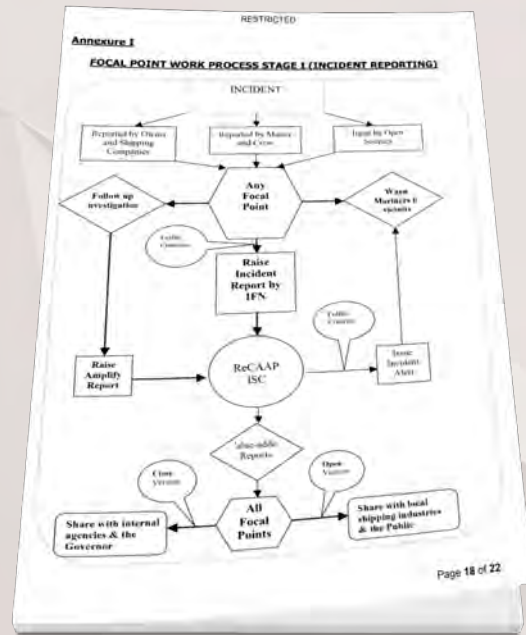 RESTRICTED
Annexure I
FOCAL POINT WORK PROCESS STAGE I (INCIDENT REPORTING)
INCIDENT
Reported by Owner
and Shipping
Companies
Reported by Master
and Crew
Input by Open
Sources
Follow up
investigation
Any
Focal
Point
Warn
Mariners
Raise
Incident
Report by
IFN
Raise
Amplify
Report
ReCAAP
ISC
Issue
Incident
Alert
Reports
Close
Version
Open
Version
All
Focal
Points
Share with internal
agencies & the
Governor
Share with local
shipping industries
& the Public
Page 18 of 22